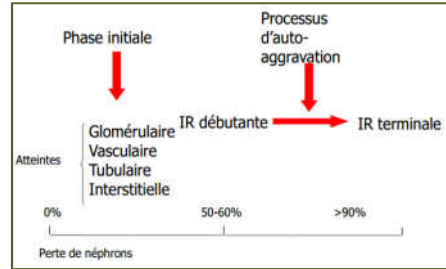 Phase initiale
Processus
d'auto-
aggravation
Atteintes
Glomérulaire
Vasculaire
Tubulaire
Interstitielle
IR débutante
IR terminale
0%
50-60%
>90%
Perte de néphrons